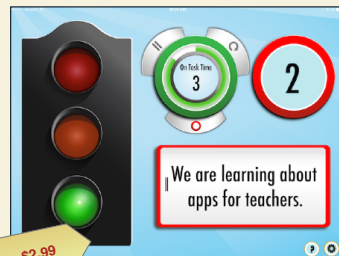 On Task Time
3
2
We are learning about
apps for teachers.
?
$2.99